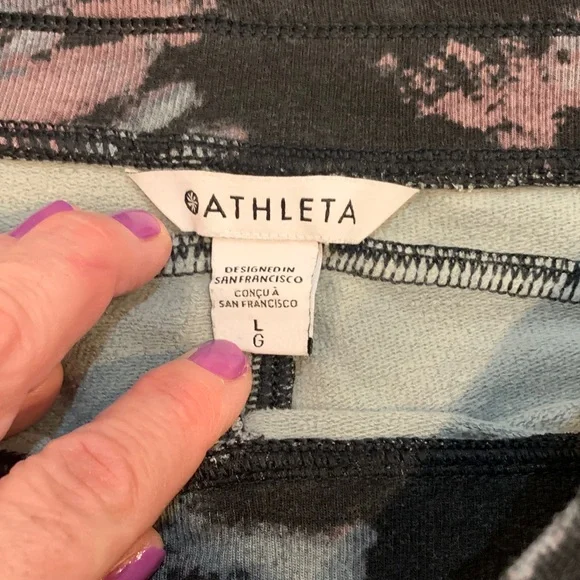 ATHLETA
DESIGNED IN
SAN FRANCISCO
CONÇU À
SAN FRANCISCO
L
G